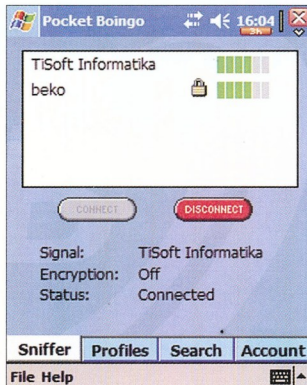 Pocket Boingo 16:04
3h
TiSoft Informatika
beko
CONNECT DISCONNECT
Signal: TiSoft Informatika
Encryption: Off
Status: Connected
Sniffer Profiles Search Account
File Help